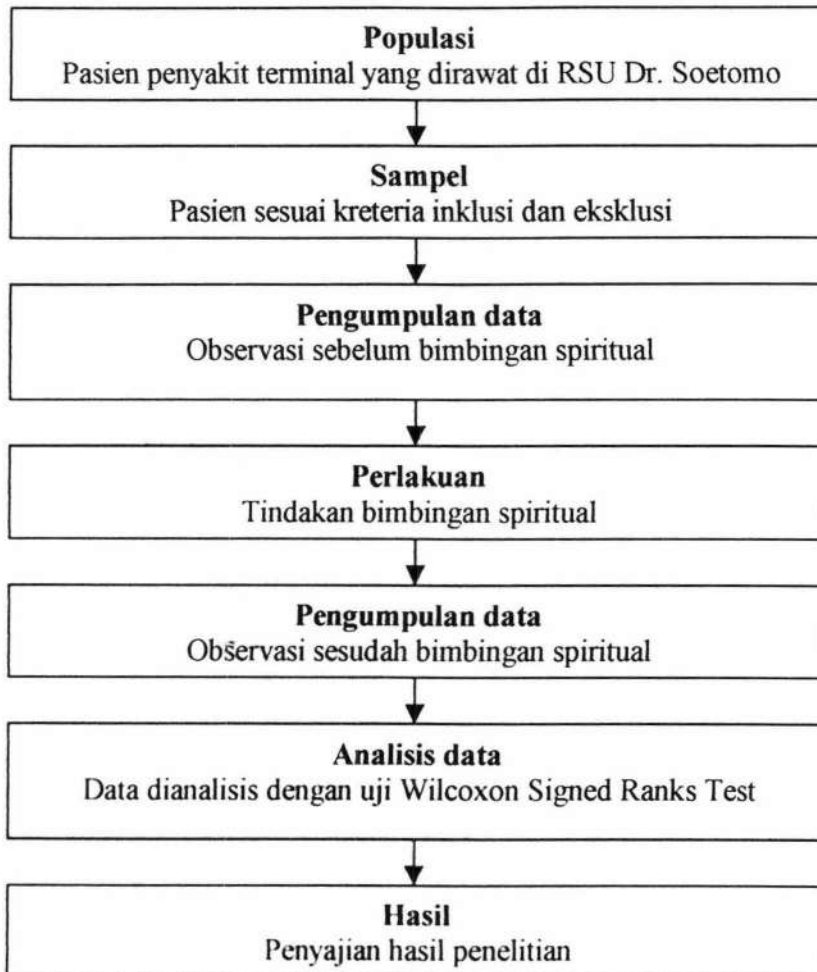 Populasi
Pasien penyakit terminal yang dirawat di RSU Dr. Soetomo
Sampel
Pasien sesuai kreteria inklusi dan eksklusi
Pengumpulan data
Observasi sebelum bimbingan spiritual
Perlakuan
Tindakan bimbingan spiritual
Pengumpulan data
Observasi sesudah bimbingan spiritual
Analisis data
Data dianalisis dengan uji Wilcoxon Signed Ranks Test
Hasil
Penyajian hasil penelitian